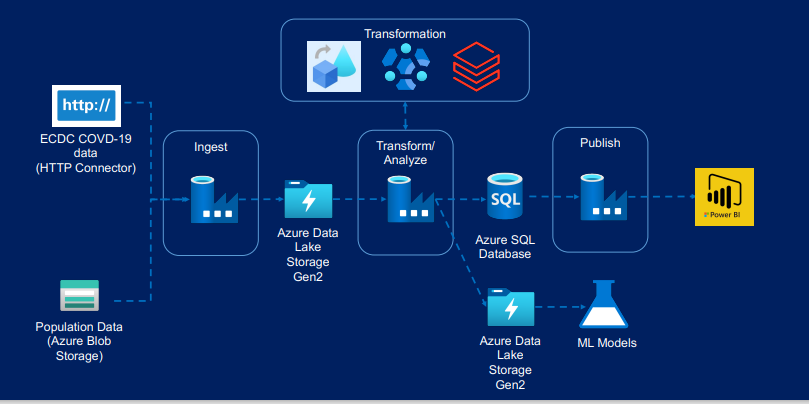 Transformation
http://
ECDC COVD-19
data
(HTTP Connector)
Ingest
Transform/
Analyze
Publish
SQL
Power BI
Azure Data
Lake
Storage
Gen2
Azure SQL
Database
Population Data
(Azure Blob
Storage)
Azure Data
Lake
Storage
Gen2
ML Models